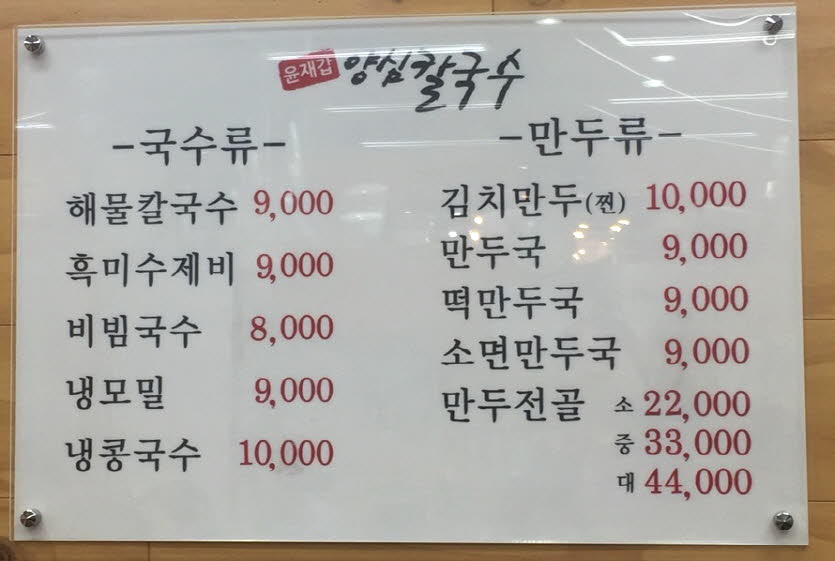 윤재갑 양심칼국수
-국수류-
해물칼국수 9,000
흑미수제비 9,000
비빔국수 8,000
냉모밀 9,000
냉콩국수 10,000
-만두류-
김치만두(찐) 10,000
만두국 9,000
떡만두국 9,000
소면만두국 9,000
만두전골 소 22,000
중 33,000
대 44,000